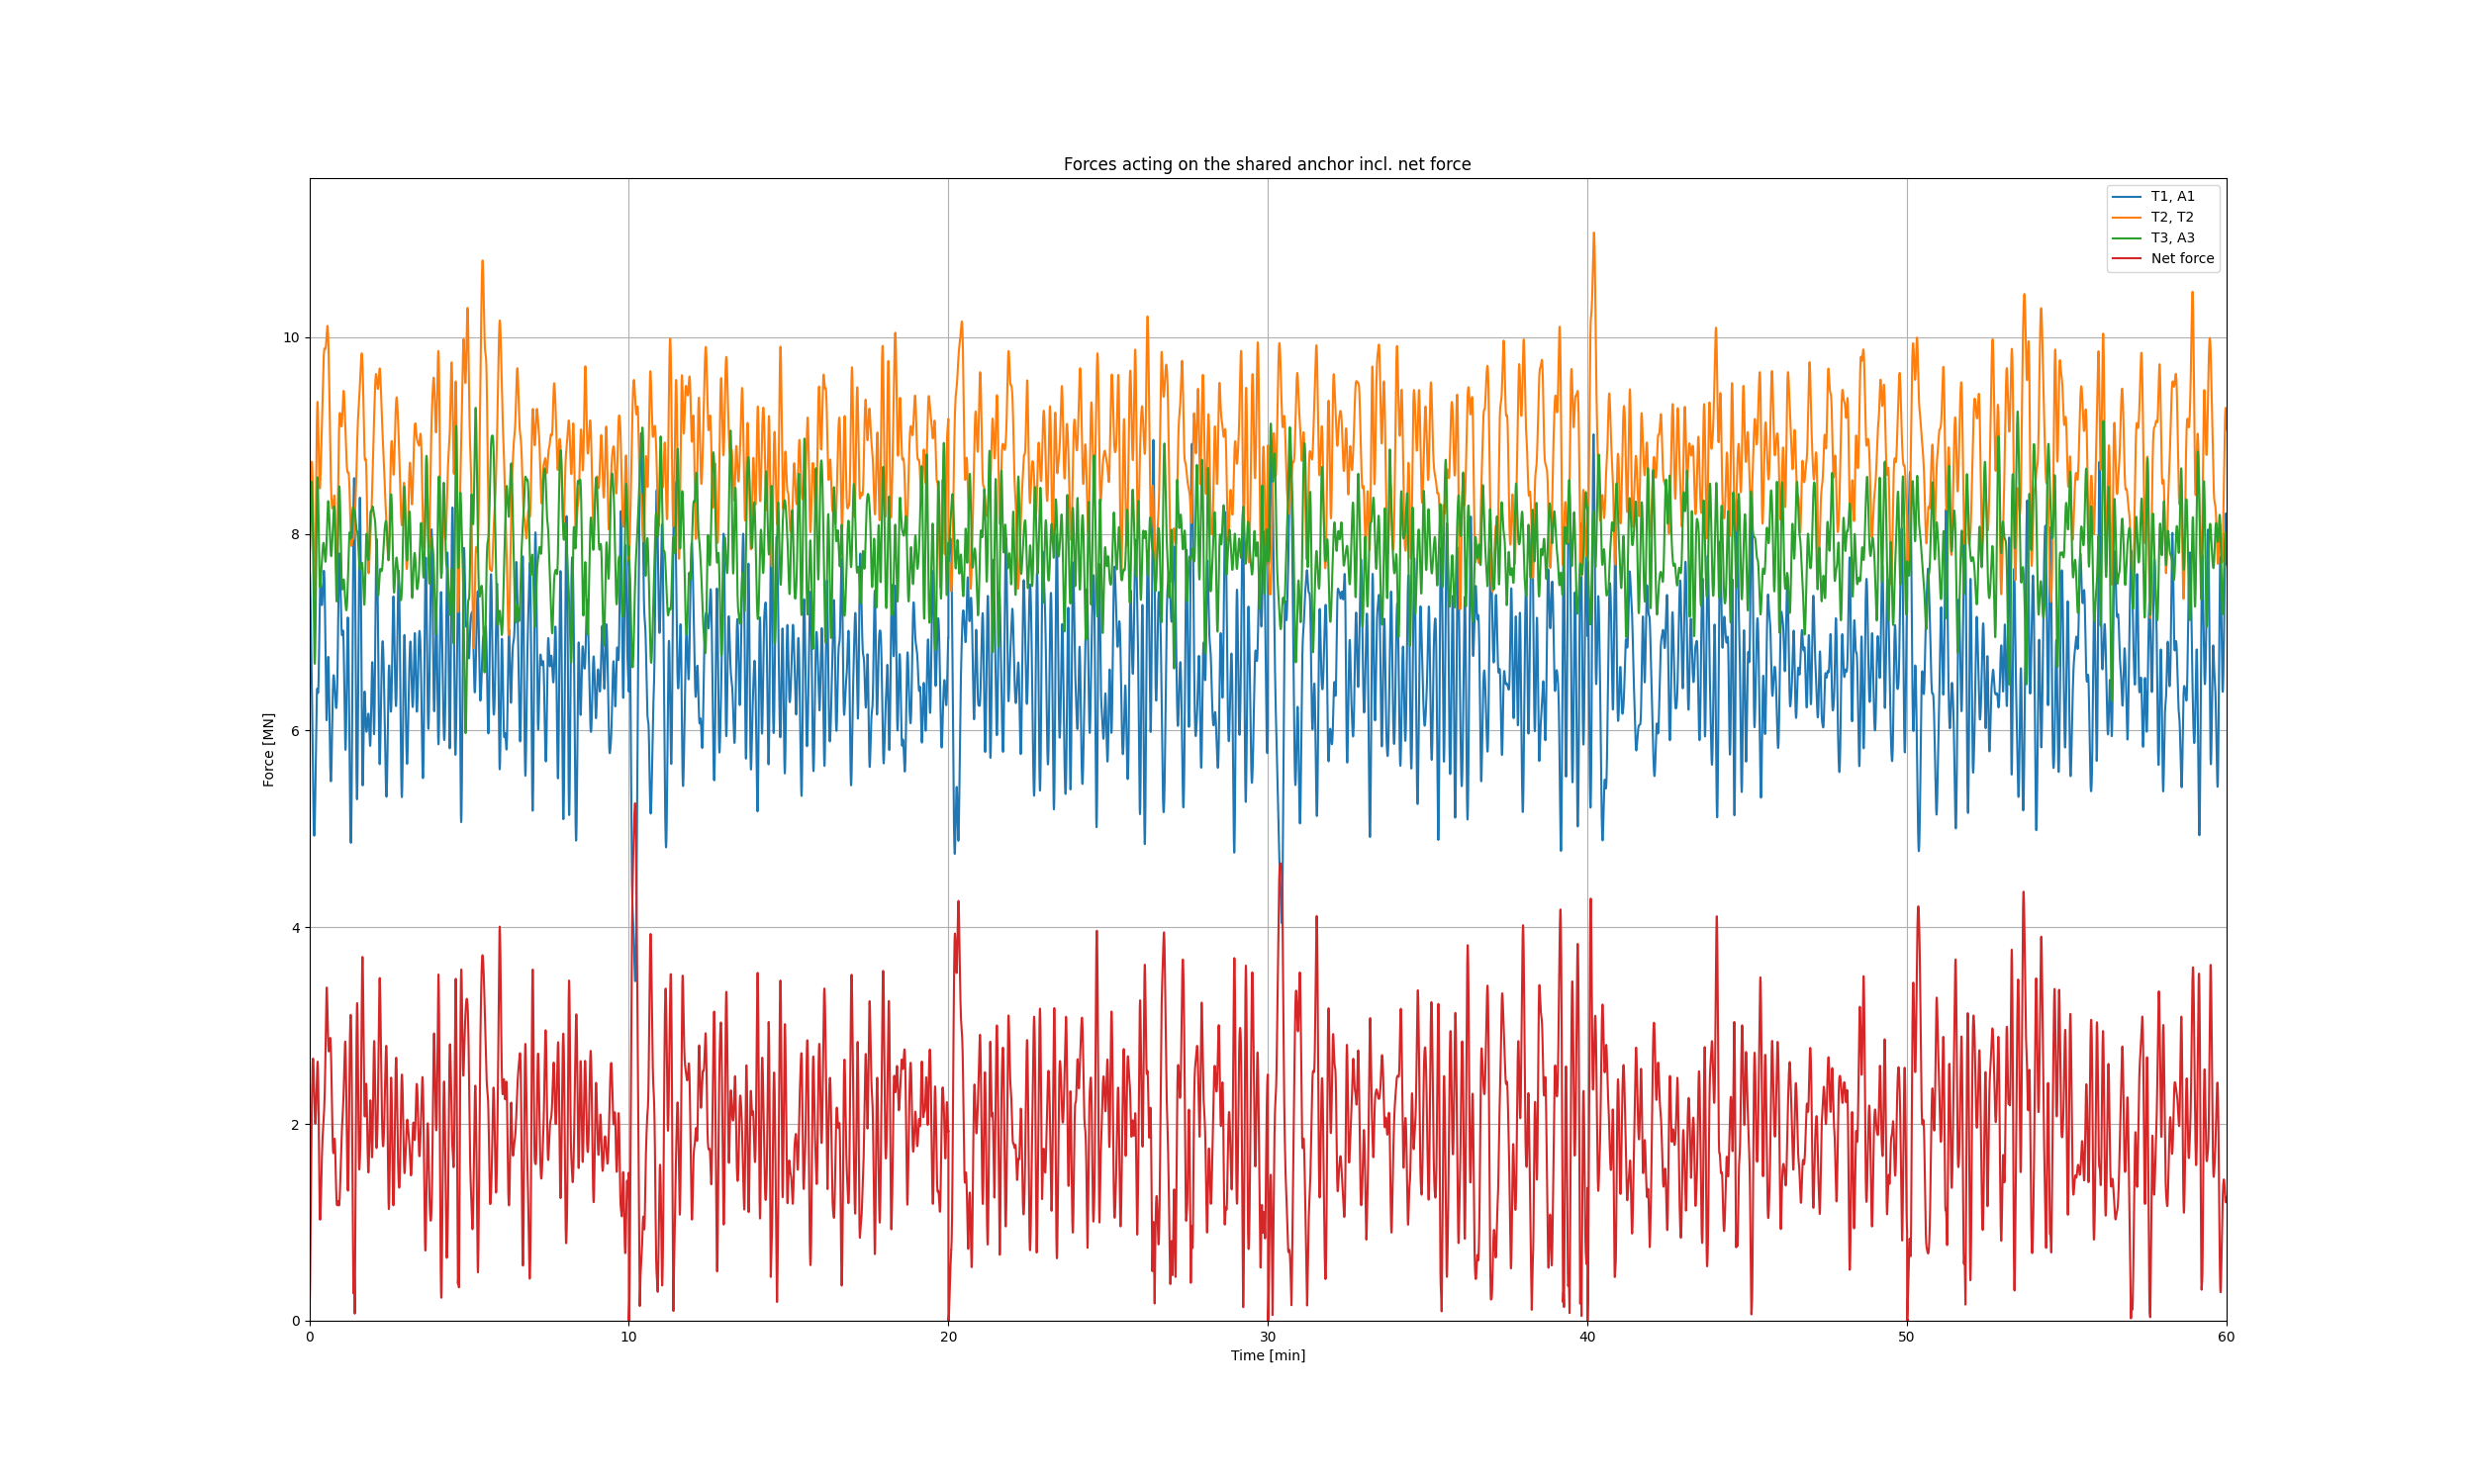 Forces acting on the shared anchor incl. net force
T1, A1
T2, T2
T3, A3
Net force
Force [MN]
10
8
6
4
2
0
0 10 20 30 40 50 60
Time [min]